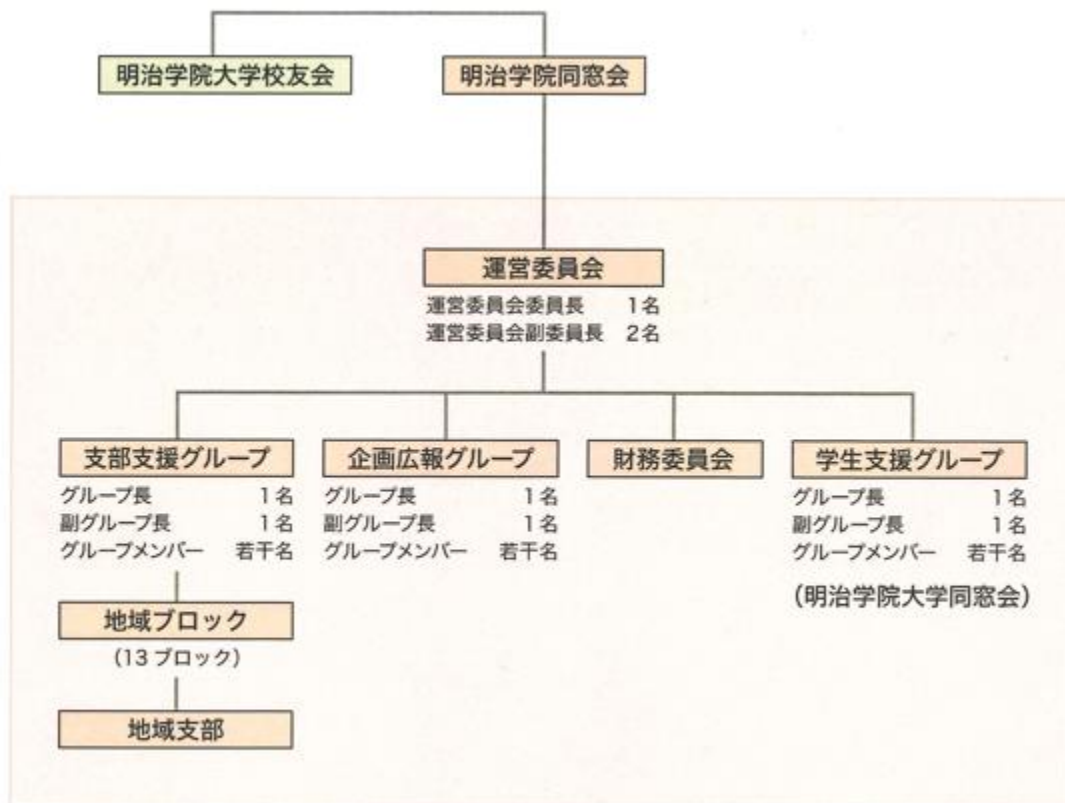 明治学院大学校友会
明治学院同窓会
運営委員会
運営委員会委員長 1名
運営委員会副委員長 2名
支部支援グループ
グループ長 1名
副グループ長 1名
グループメンバー 若干名
地域ブロック
(13ブロック)
地域支部
企画広報グループ
グループ長 1名
副グループ長 1名
グループメンバー 若干名
財務委員会
学生支援グループ
グループ長 1名
副グループ長 1名
グループメンバー 若干名
(明治学院大学同窓会)